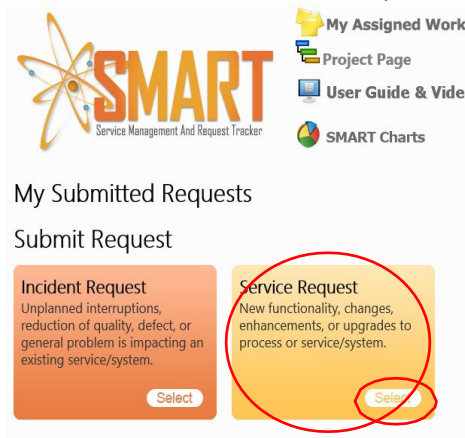 My Assigned Work
Project Page
User Guide & Vide
SMART Charts
SMART
Service Management And Request Tracker
My Submitted Requests
Submit Request
Incident Request
Unplanned interruptions,
reduction of quality, defect, or
general problem is impacting an
existing service/system.
Select
Service Request
New functionality, changes,
enhancements, or upgrades to
process or service/system.
Select